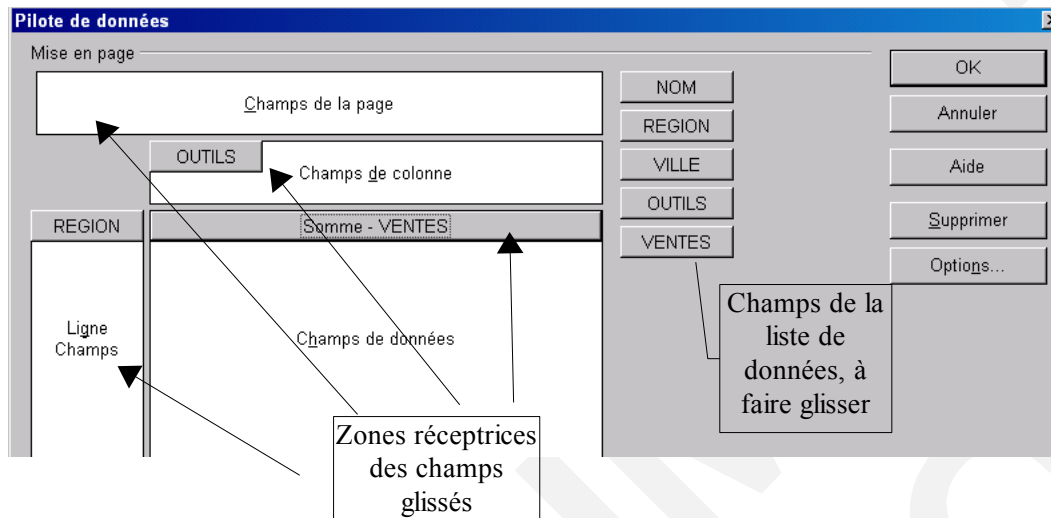 Pilote de données
Mise en page
Champs de la page
OUTILS
Champs de colonne
REGION
Somme - VENTES
Ligne
Champs
Champs de données
NOM
REGION
VILLE
OUTILS
VENTES
OK
Annuler
Aide
Supprimer
Options...
Champs de la
liste de
données, à
faire glisser
Zones réceptrices
des champs
glissés